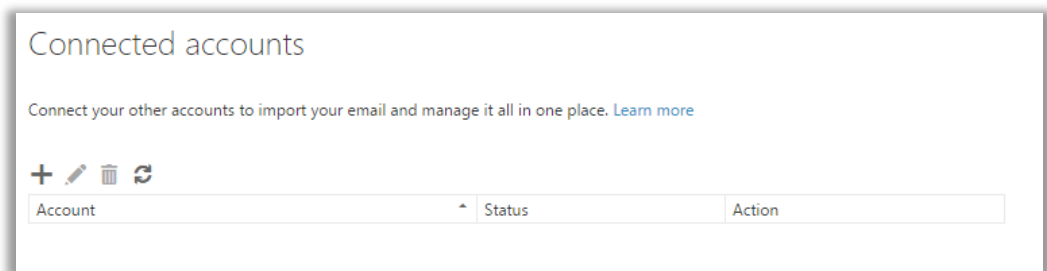 Connected accounts
Connect your other accounts to import your email and manage it all in one place. Learn more
Account Status Action